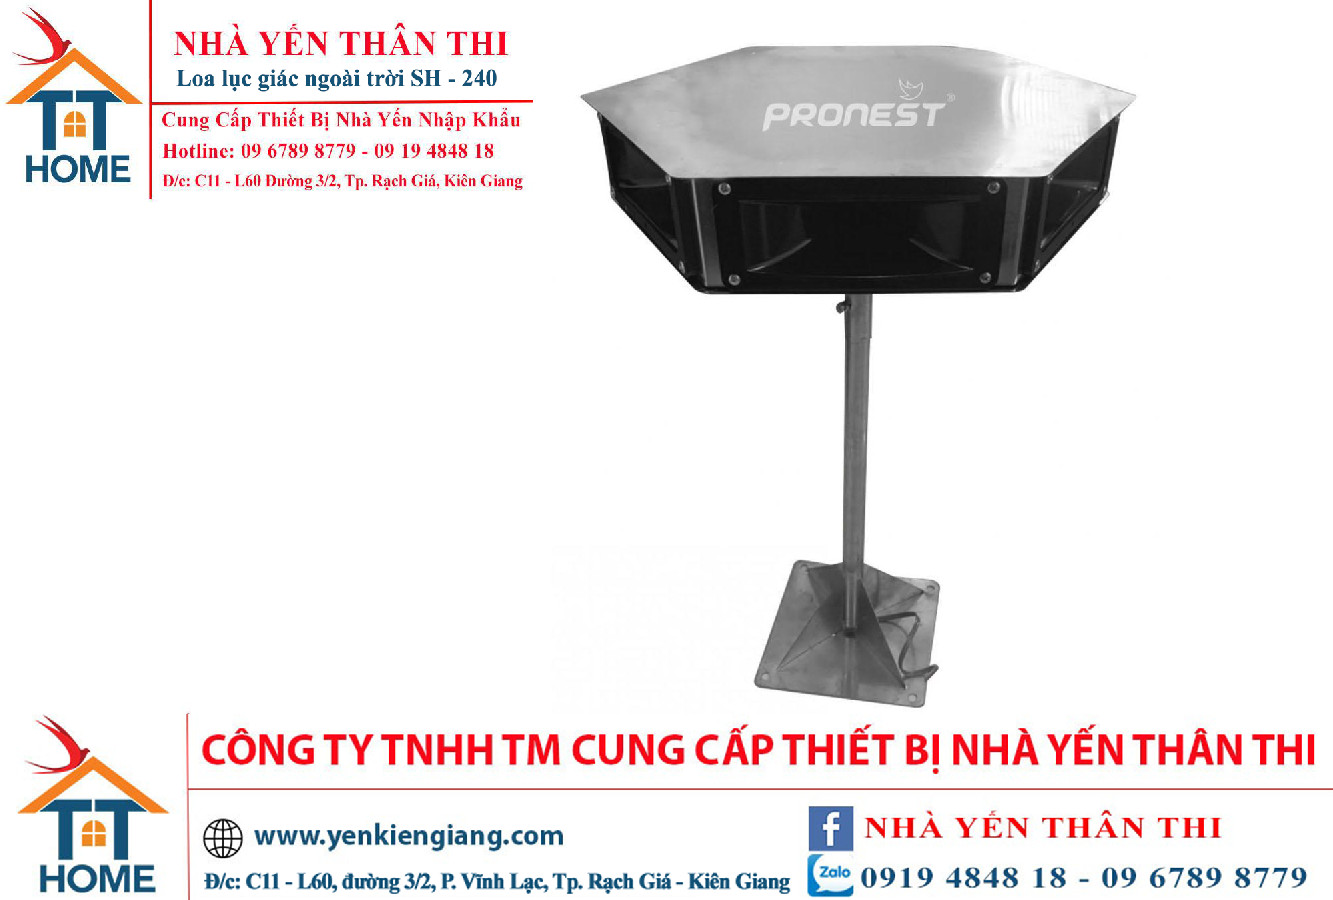 NHÀ YẾN THÂN THI
Loa lục giác ngoài trời SH - 240
TT
HOME
Cung Cấp Thiết Bị Nhà Yến Nhập Khẩu
Hotline: 09 6789 8779 - 09 19 4848 18
Đ/c: C11 - L60 Đường 3/2, Tp. Rạch Giá, Kiên Giang
PRONEST®
CÔNG TY TNHH TM CUNG CẤP THIẾT BỊ NHÀ YẾN THÂN THI
TT
HOME
www.yenkiengiang.com
Đ/c: C11 - L60, đường 3/2, P. Vĩnh Lạc, Tp. Rạch Giá - Kiên Giang
f NHÀ YẾN THÂN THI
Zalo 0919 4848 18 - 09 6789 8779